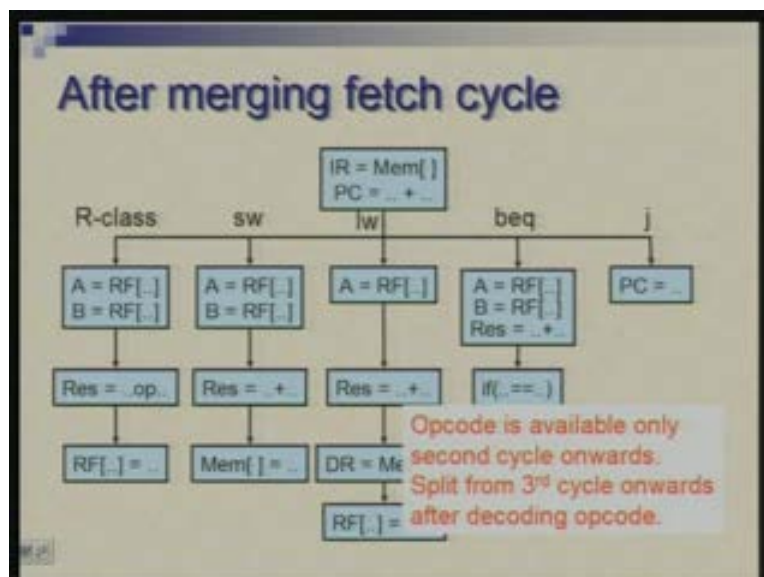 After merging fetch cycle
IR = Mem[ ]
PC = .. + ..
R-class sw lw beq j
A = RF[..]
B = RF[..]
A = RF[..]
B = RF[..]
A = RF[..]
A = RF[..]
B = RF[..]
Res = ..+..
PC = ..
Res = ..op..
Res = ..+..
Res = ..+..
if(..==..)
RF[..] = ..
Mem[ ] = ..
DR = Me
RF[..] =
Opcode is available only
second cycle onwards.
Split from 3rd cycle onwards
after decoding opcode.